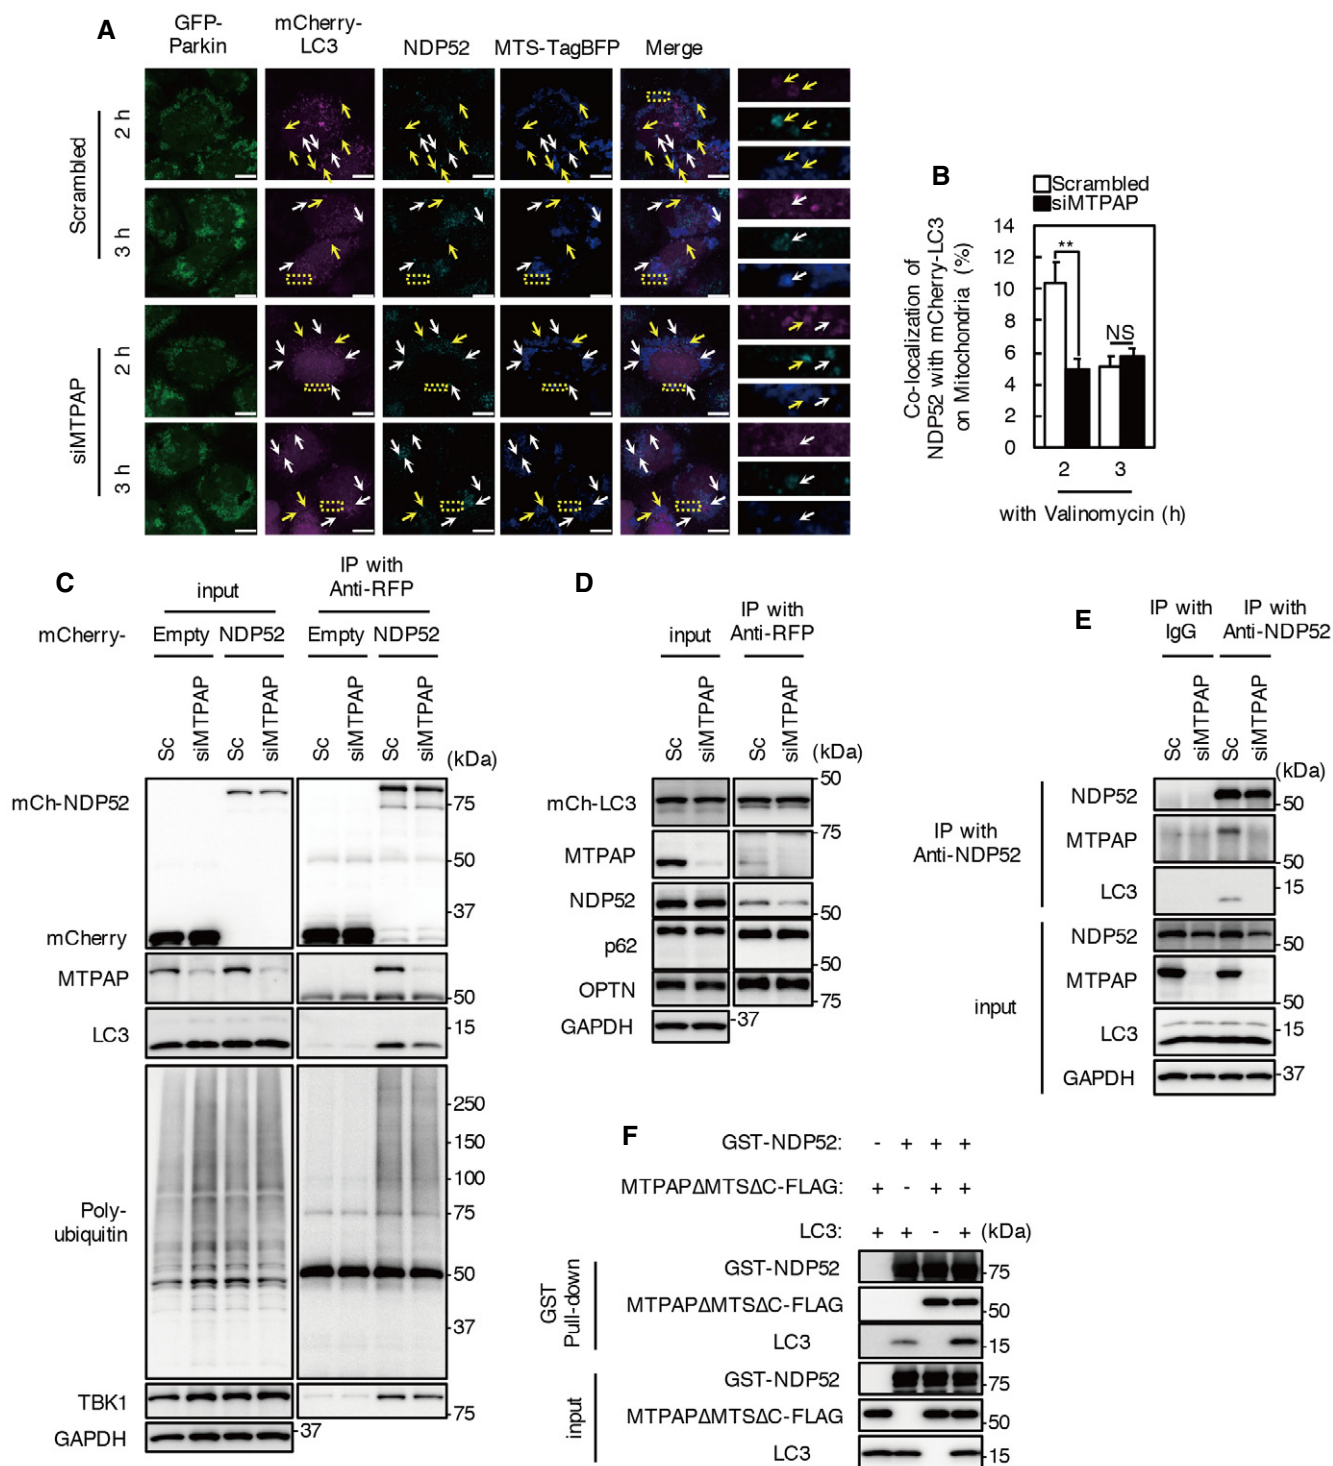 A
GFP-
Parkin
mCherry-
LC3
NDP52
MTS-TagBFP
Merge
Scrambled
2 h
3 h
siMTPAP
2 h
3 h
B
Scrambled
siMTPAP
Co-localization of
NDP52 with mCherry-LC3
on Mitochondria (%)
14
12
10
8
6
4
2
0
**
NS
2 3
with Valinomycin (h)
C
input
IP with
Anti-RFP
mCherry-
Empty NDP52 Empty NDP52
Sc siMTPAP Sc siMTPAP Sc siMTPAP Sc siMTPAP
(kDa)
mCh-NDP52
75
50
37
mCherry
MTPAP
50
LC3
15
Poly-
ubiquitin
250
150
100
75
50
37
TBK1
75
GAPDH
37
D
input
IP with
Anti-RFP
Sc siMTPAP Sc siMTPAP
(kDa)
mCh-LC3
50
MTPAP
75
NDP52
50
p62
50
OPTN
75
GAPDH
37
E
IP with
IgG
IP with
Anti-NDP52
Sc siMTPAP Sc siMTPAP
(kDa)
IP with
Anti-NDP52
NDP52
50
MTPAP
50
LC3
15
input
NDP52
50
MTPAP
50
LC3
15
GAPDH
37
F
GST-NDP52: - + + +
MTPAPΔMTSΔC-FLAG: + - + +
LC3: + + - + (kDa)
GST
Pull-down
GST-NDP52 75
MTPAPΔMTSΔC-FLAG 50
LC3 15
input
GST-NDP52 75
MTPAPΔMTSΔC-FLAG 50
LC3 15